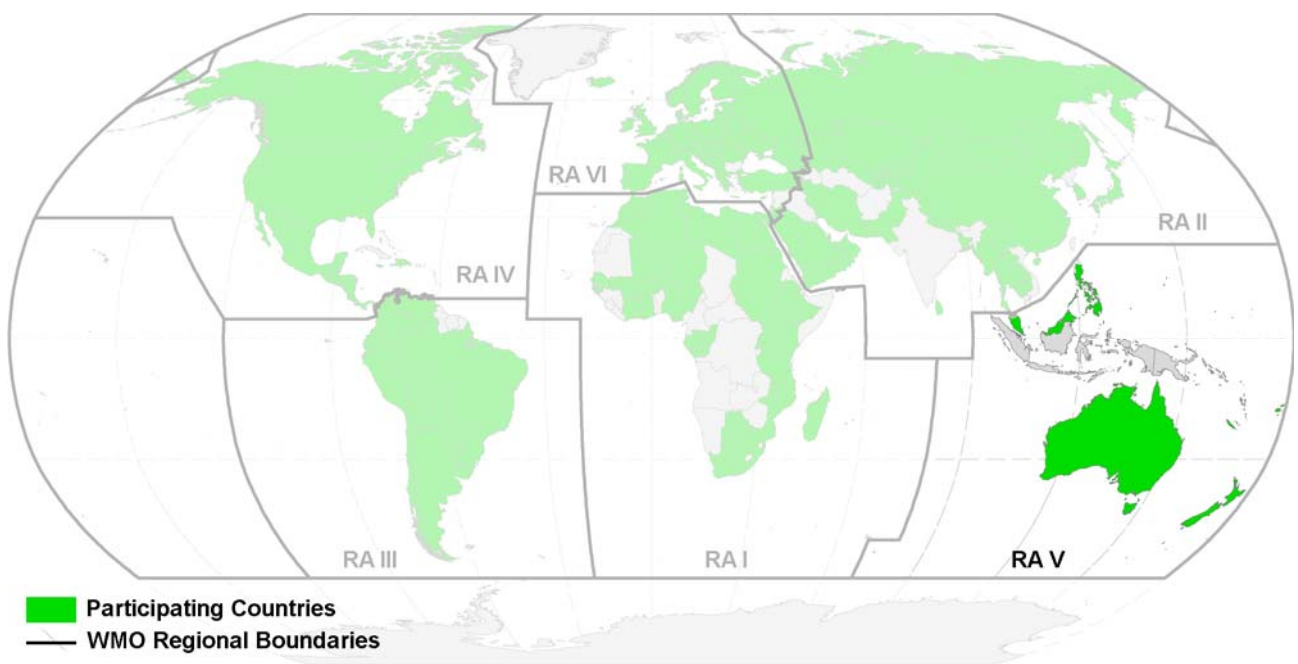 RA VI
RA II
RA IV
RA III
RA I
RA V
Participating Countries
WMO Regional Boundaries